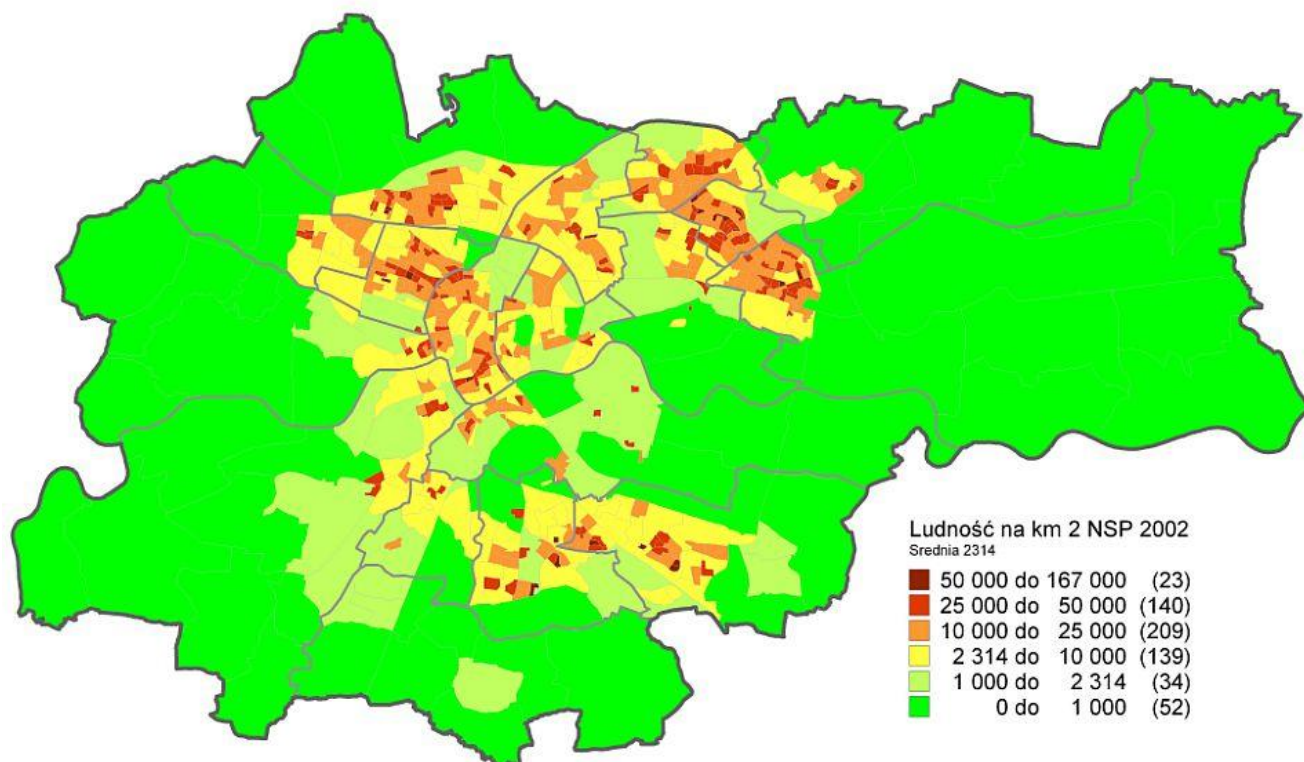 Ludność na km 2 NSP 2002
Srednia 2314
50 000 do 167 000 (23)
25 000 do 50 000 (140)
10 000 do 25 000 (209)
2 314 do 10 000 (139)
1 000 do 2 314 (34)
0 do 1 000 (52)